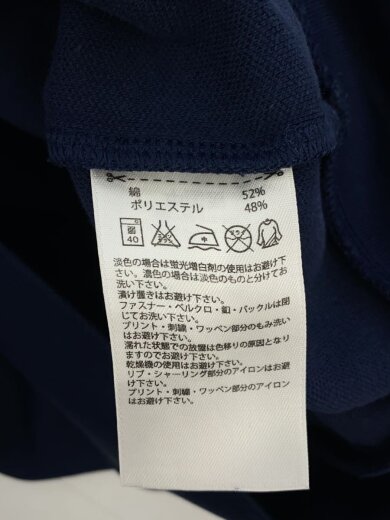 綿 52%
ポリエステル 48%
弱
40
淡色の場合は蛍光増白剤の使用はお避け下
さい。濃色の場合は淡色のものと分けてお
洗い下さい。
漬け置きはお避け下さい。
ファスナー・ベルクロ・釦・バックルは閉
じてお洗い下さい。
プリント・刺繍・ワッペン部分のもみ洗い
はお避け下さい。
濡れた状態での放置は色移りの原因となり
ますのでお避け下さい。
乾燥機の使用はお避け下さい。
リブ・シャーリング部分のアイロンはお避
け下さい。
プリント・刺繍・ワッペン部分のアイロン
はお避け下さい。